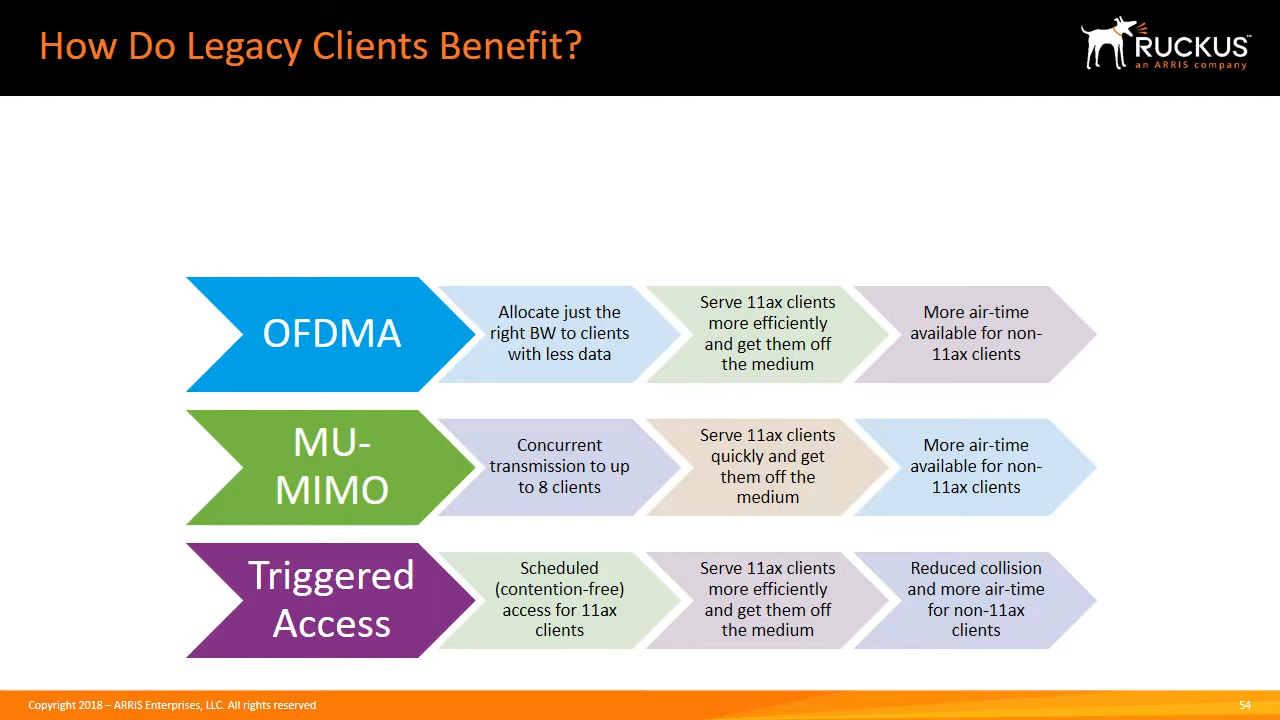 How Do Legacy Clients Benefit?
RUCKUS™
an ARRIS company
OFDMA
Allocate just the
right BW to clients
with less data
Serve 11ax clients
more efficiently
and get them off
the medium
More air-time
available for non-
11ax clients
MU-
MIMO
Concurrent
transmission to up
to 8 clients
Serve 11ax clients
quickly and get
them off the
medium
More air-time
available for non-
11ax clients
Triggered
Access
Scheduled
(contention-free)
access for 11ax
clients
Serve 11ax clients
more efficiently
and get them off
the medium
Reduced collision
and more air-time
for non-11ax
clients
Copyright 2018 – ARRIS Enterprises, LLC. All rights reserved
54